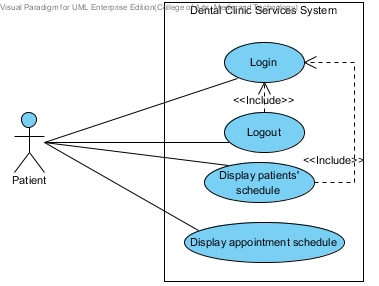 Visual Paradigm for UML Enterprise Edition(College of
Dental Clinic Services System
Login
<<Include>>
Logout
<<Include>>
Display patients'
schedule
Patient
Display appointment schedule